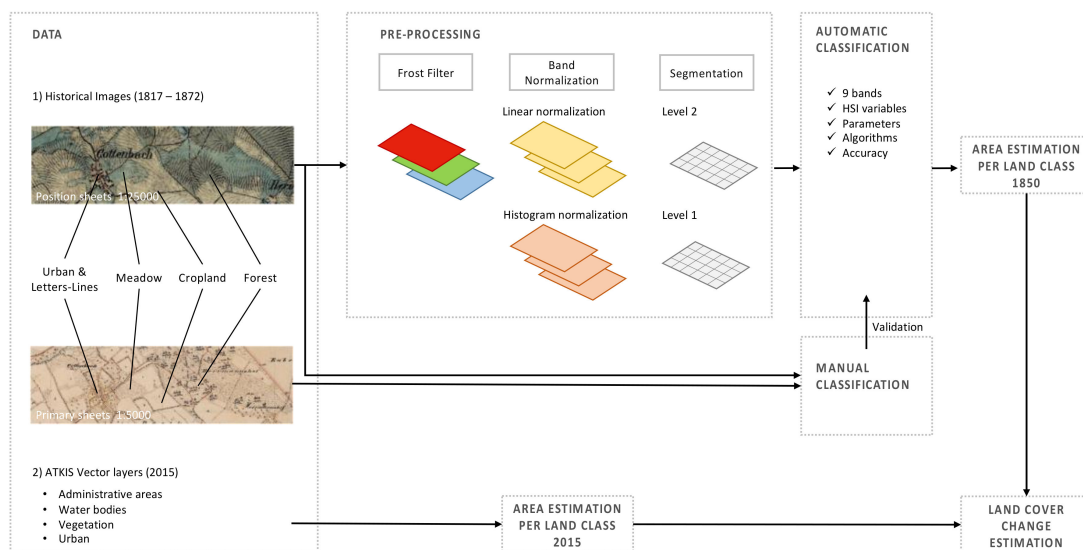 DATA
1) Historical Images (1817 – 1872)
Cottenbach
Position sheets 1:25000
Urban &
Letters-Lines
Meadow
Cropland
Forest
Primary sheets 1:5000
2) ATKIS Vector layers (2015)
• Administrative areas
• Water bodies
• Vegetation
• Urban
PRE-PROCESSING
Frost Filter
Band
Normalization
Segmentation
Linear normalization
Level 2
Histogram normalization
Level 1
AUTOMATIC
CLASSIFICATION
✓ 9 bands
✓ HSI variables
✓ Parameters
✓ Algorithms
✓ Accuracy
Validation
MANUAL
CLASSIFICATION
AREA ESTIMATION
PER LAND CLASS
1850
AREA ESTIMATION
PER LAND CLASS
2015
LAND COVER
CHANGE
ESTIMATION